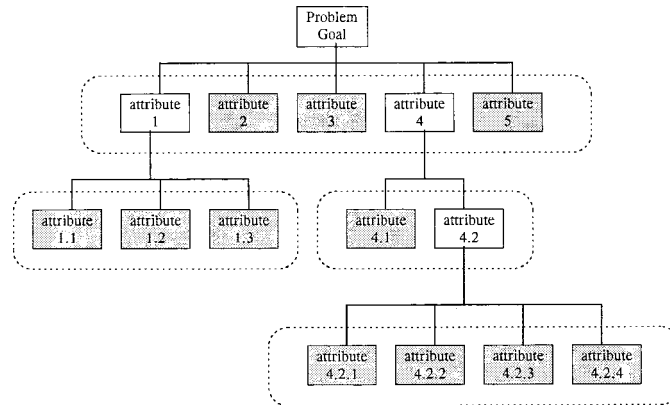 Problem
Goal
attribute
1
attribute
2
attribute
3
attribute
4
attribute
5
attribute
1.1
attribute
1.2
attribute
1.3
attribute
4.1
attribute
4.2
attribute
4.2.1
attribute
4.2.2
attribute
4.2.3
attribute
4.2.4